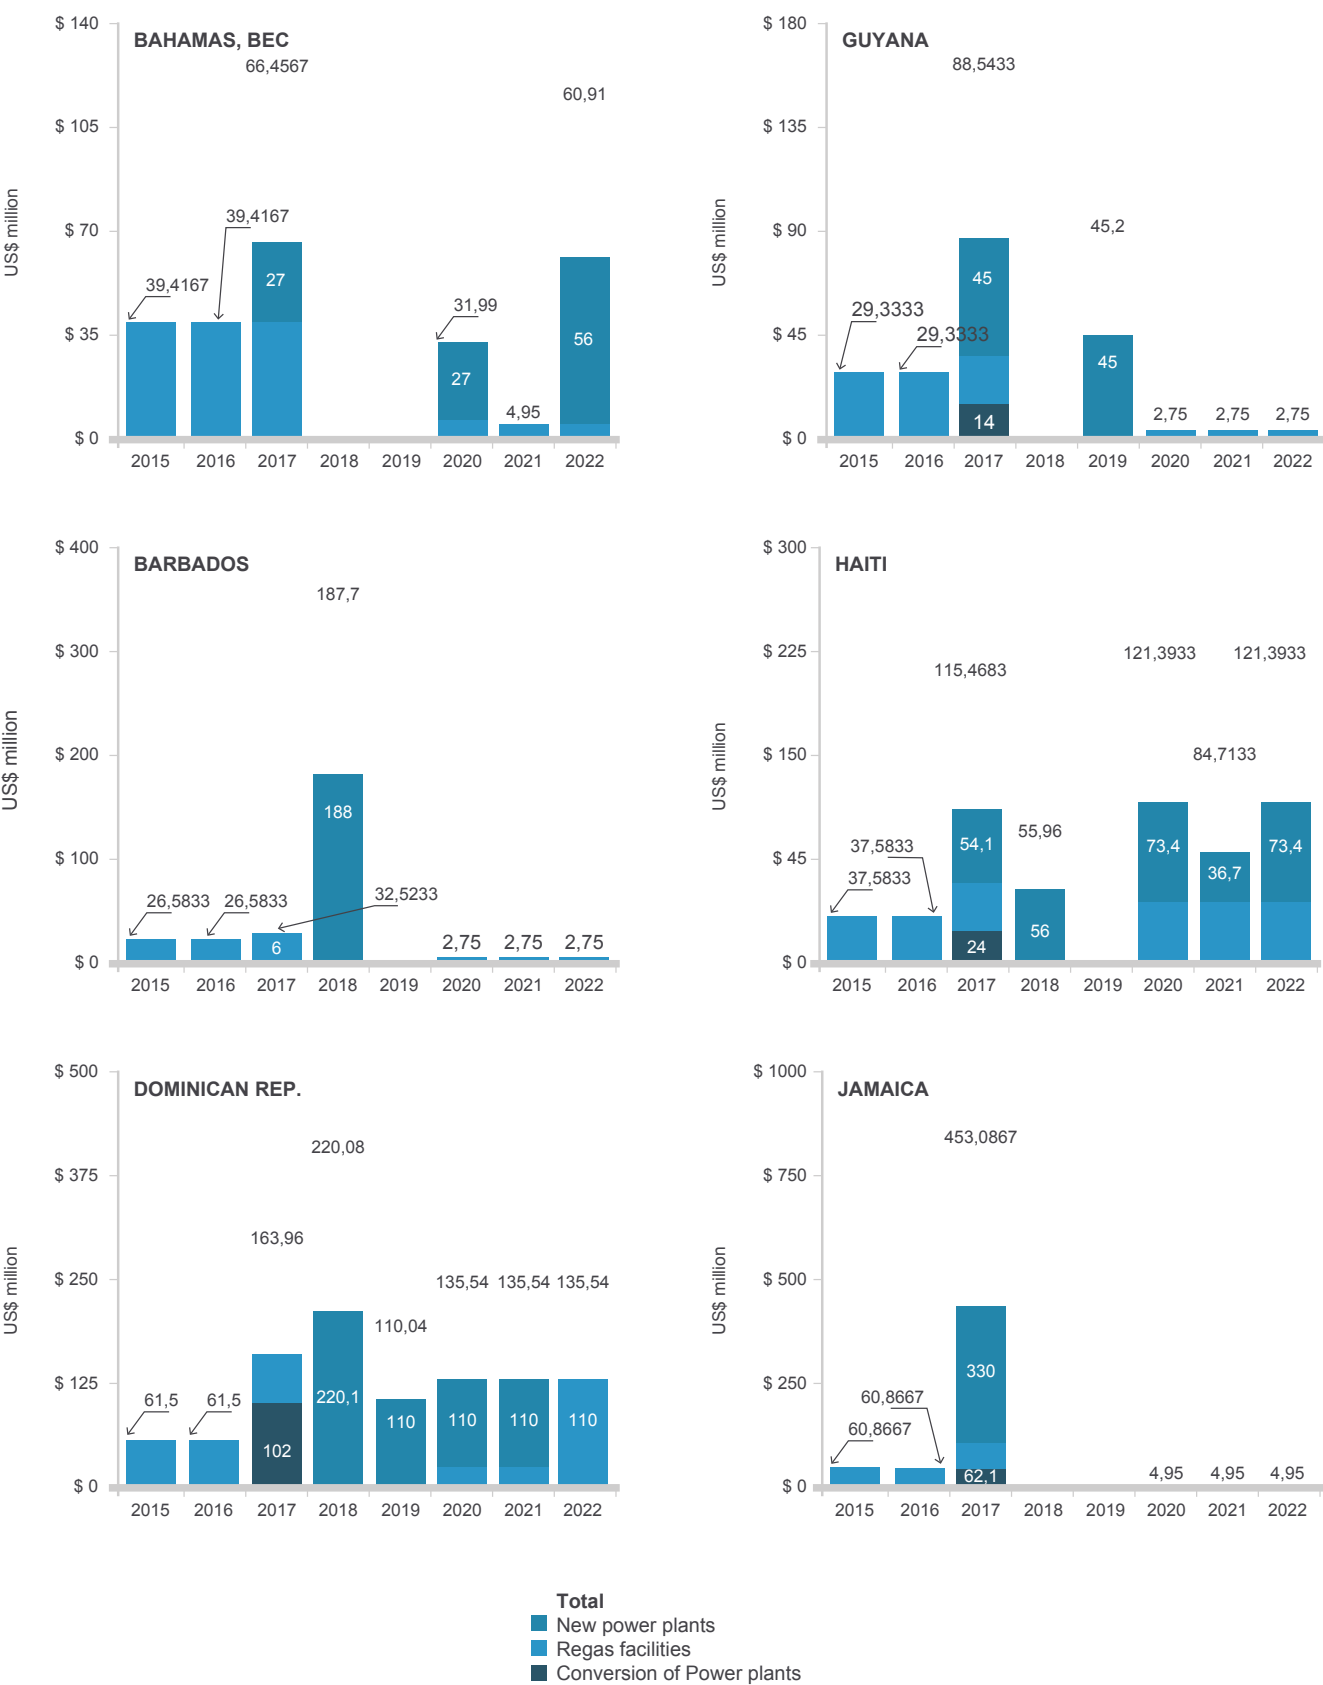 BAHAMAS, BEC
US$ million
$ 140
$ 105
$ 70
$ 35
$ 0
39,4167
39,4167
66,4567
27
31,99
27
4,95
60,91
56
2015 2016 2017 2018 2019 2020 2021 2022
GUYANA
US$ million
$ 180
$ 135
$ 90
$ 45
$ 0
29,3333
29,3333
88,5433
45
14
45,2
45
2,75 2,75 2,75
2015 2016 2017 2018 2019 2020 2021 2022
BARBADOS
US$ million
$ 400
$ 300
$ 200
$ 100
$ 0
26,5833
26,5833
32,5233
6
187,7
188
2,75 2,75 2,75
2015 2016 2017 2018 2019 2020 2021 2022
HAITI
US$ million
$ 300
$ 225
$ 150
$ 45
$ 0
37,5833
37,5833
115,4683
54,1
24
55,96
56
121,3933
73,4
84,7133
36,7
121,3933
73,4
2015 2016 2017 2018 2019 2020 2021 2022
DOMINICAN REP.
US$ million
$ 500
$ 375
$ 250
$ 125
$ 0
61,5
61,5
163,96
102
220,08
220,1
110,04
110
135,54 135,54 135,54
110 110 110
2015 2016 2017 2018 2019 2020 2021 2022
JAMAICA
US$ million
$ 1000
$ 750
$ 500
$ 250
$ 0
60,8667
60,8667
453,0867
330
62,1
4,95 4,95 4,95
2015 2016 2017 2018 2019 2020 2021 2022
Total
New power plants
Regas facilities
Conversion of Power plants